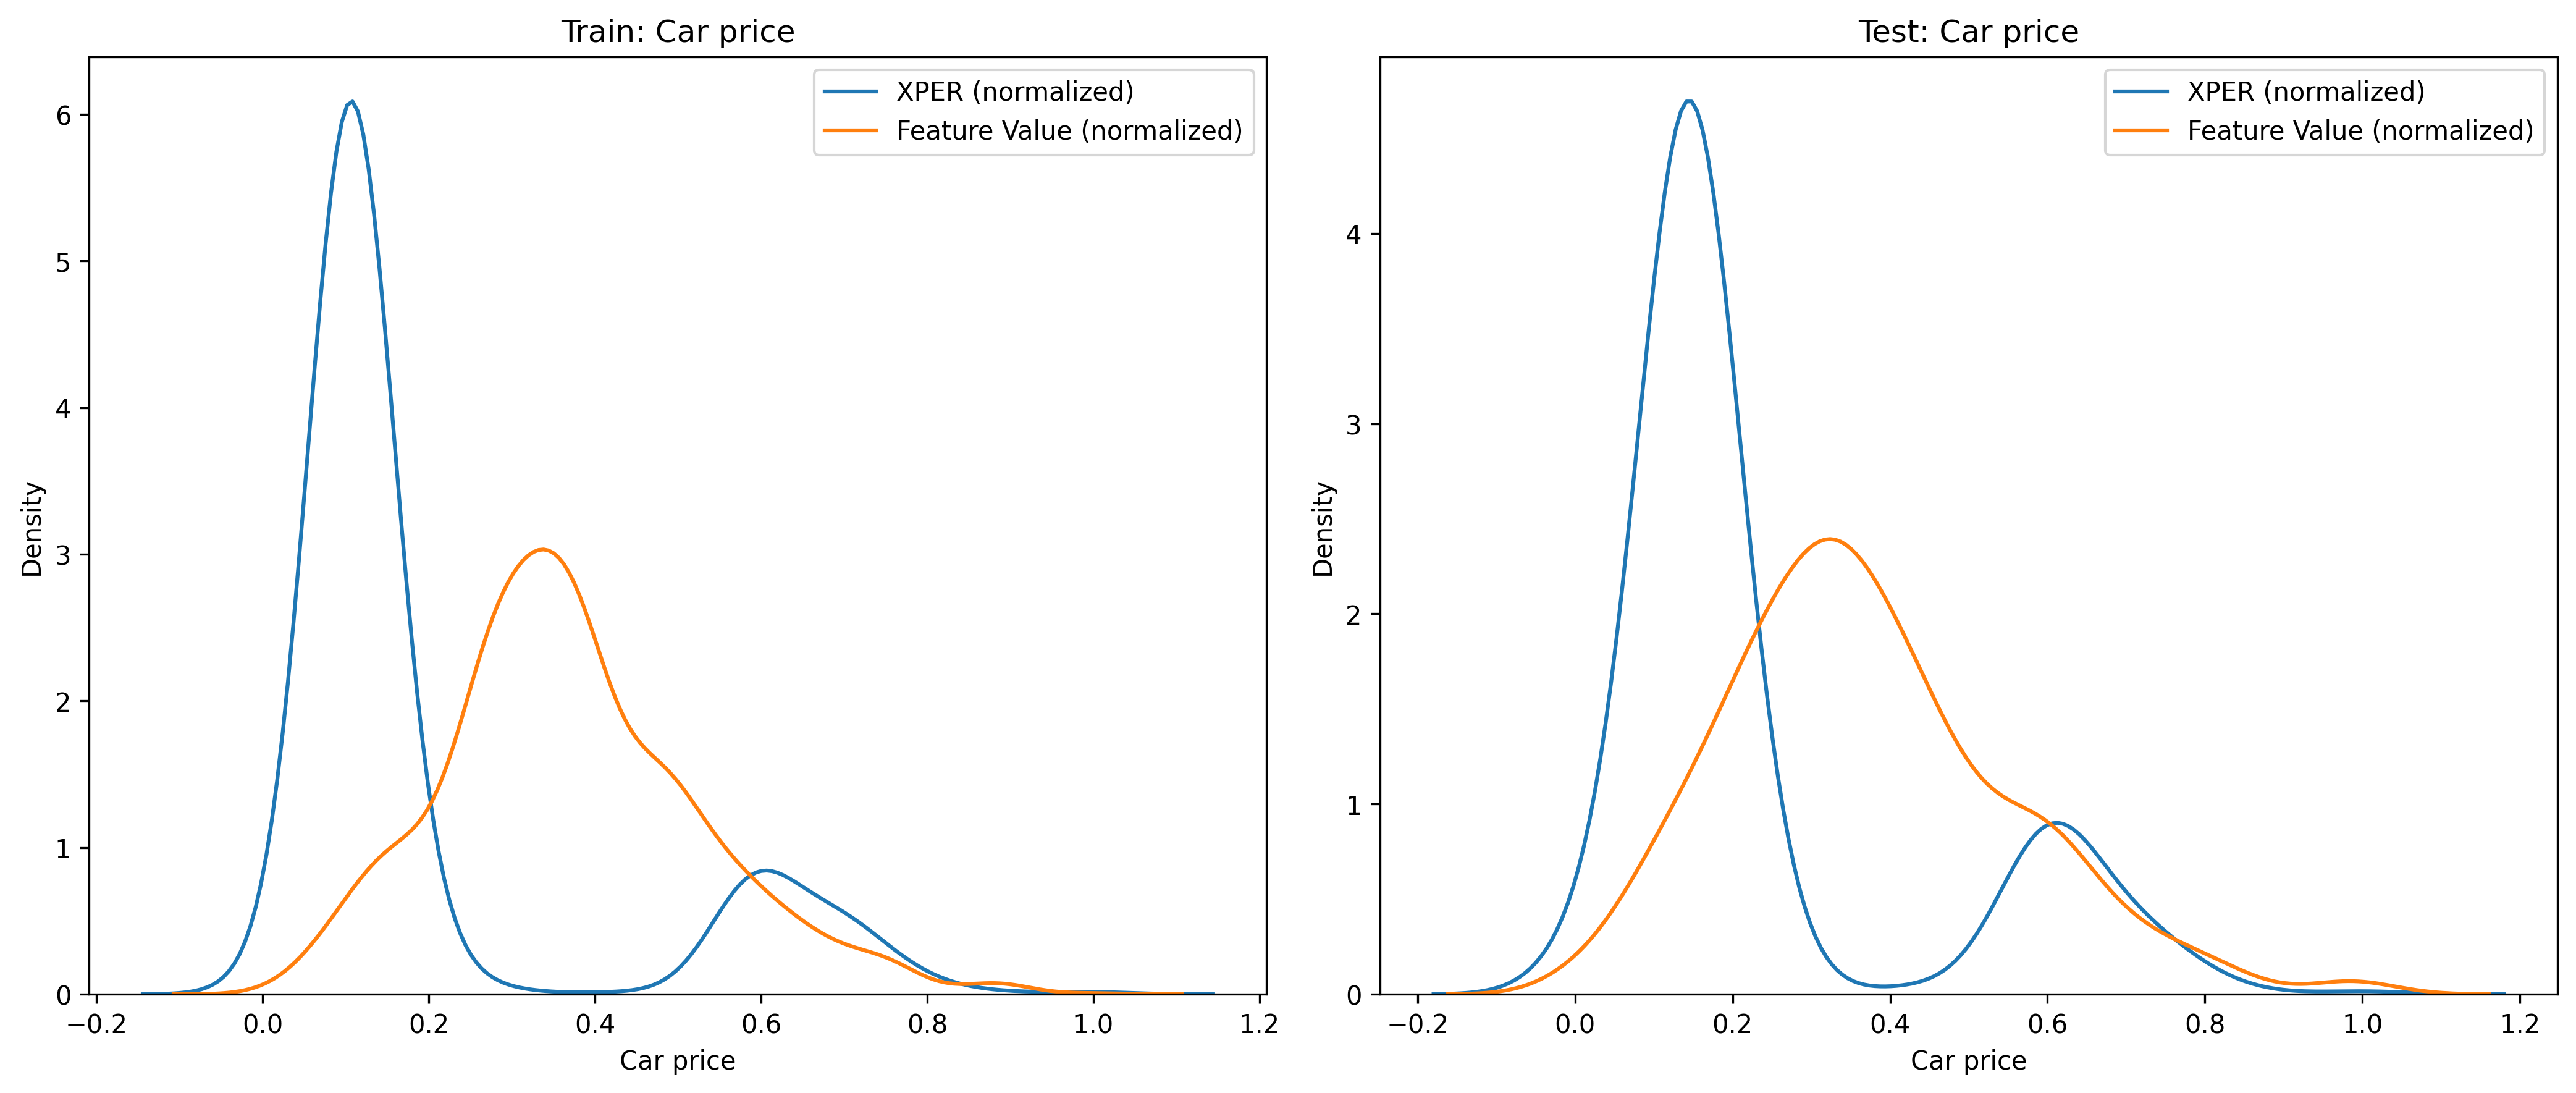 Train: Car price
XPER (normalized)
Feature Value (normalized)
6
5
4
3
2
1
0
Density
−0.2 0.0 0.2 0.4 0.6 0.8 1.0 1.2
Car price
Test: Car price
XPER (normalized)
Feature Value (normalized)
4
3
2
1
0
Density
−0.2 0.0 0.2 0.4 0.6 0.8 1.0 1.2
Car price